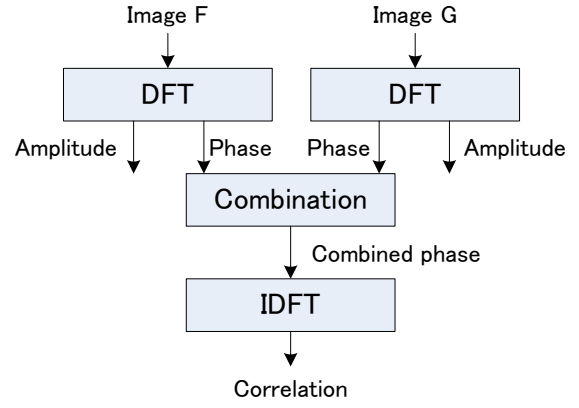 Image F
Image G
DFT
DFT
Amplitude
Phase
Phase
Amplitude
Combination
Combined phase
IDFT
Correlation